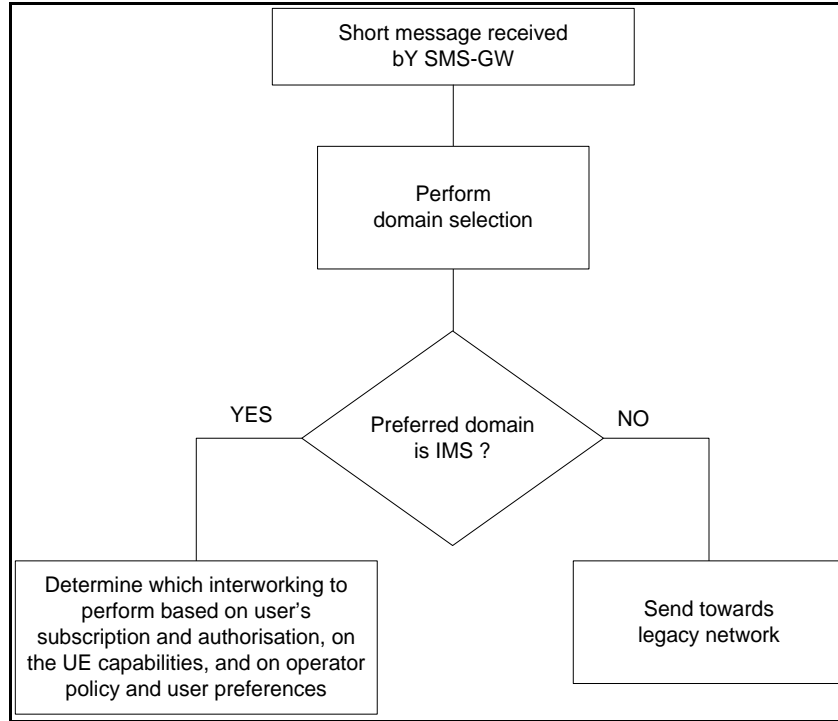 Short message received
bY SMS-GW
Perform
domain selection
Preferred domain
is IMS ?
YES
NO
Determine which interworking to
perform based on user’s
subscription and authorisation, on
the UE capabilities, and on operator
policy and user preferences
Send towards
legacy network